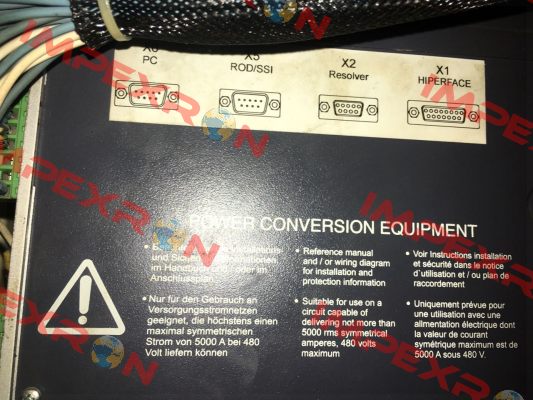 X6
X5
X2
X1
PC
ROD/SSI
Resolver
HIPERFACE
POWER CONVERSION EQUIPMENT
und
im Handbuch und / oder im
Anschlussplan
• Nur für den Gebrauch an
Versorgungsstromnetzen
geeignet, die höchstens einen
maximal symmetrischen
Strom von 5000 A bei 480
Volt liefern können
• Reference manual
and / or wiring diagram
for installation and
protection information
• Suitable for use on a
circuit capable of
delivering not more than
5000 rms symmetrical
amperes, 480 volts
maximum
• Voir Instructions installation
et sécurité dans le notice
d`utilisation et / ou plan de
raccordement
• Uniquement prévue pour
une utilisation avec une
alimentation électrique dont
la valeur de courant
symétrique maximum est de
5000 A sous 480 V.
IMPEXRON
IMPEXRON
IMPEXRON